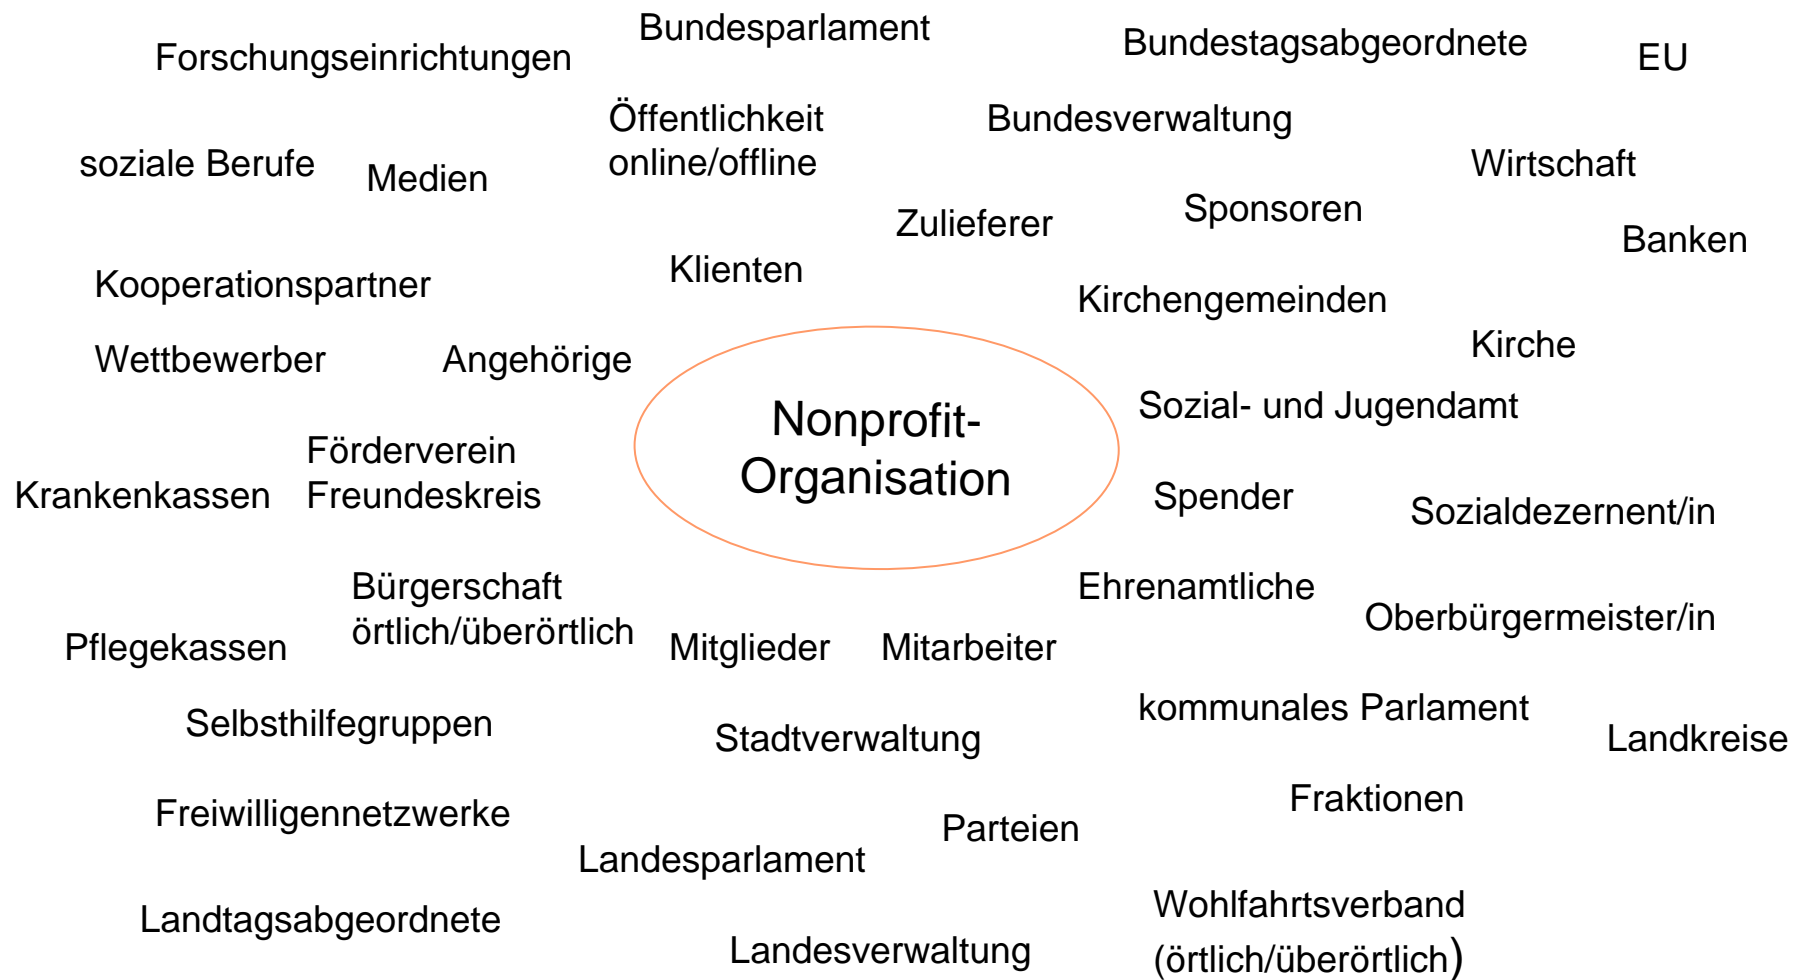 Bundesparlament
Forschungseinrichtungen
Bundestagsabgeordnete
EU
Öffentlichkeit
online/offline
Bundesverwaltung
soziale Berufe
Medien
Wirtschaft
Zulieferer
Sponsoren
Banken
Kooperationspartner
Klienten
Kirchengemeinden
Wettbewerber
Angehörige
Kirche
Nonprofit-
Organisation
Sozial- und Jugendamt
Förderverein
Freundeskreis
Krankenkassen
Spender
Sozialdezernent/in
Bürgerschaft
örtlich/überörtlich
Ehrenamtliche
Oberbürgermeister/in
Pflegekassen
Mitglieder
Mitarbeiter
Selbsthilfegruppen
Stadtverwaltung
kommunales Parlament
Landkreise
Freiwilligennetzwerke
Parteien
Fraktionen
Landesparlament
Landtagsabgeordnete
Landesverwaltung
Wohlfahrtsverband
(örtlich/überörtlich)